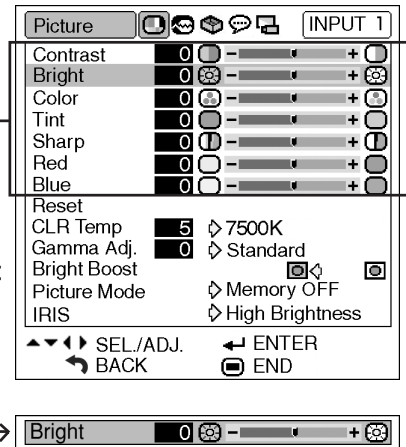 Picture INPUT 1
Contrast 0 - +
Bright 0 - +
Color 0 - +
Tint 0 - +
Sharp 0 - +
Red 0 - +
Blue 0 - +
Reset
CLR Temp 5 7500K
Gamma Adj. 0 Standard
Bright Boost
Picture Mode Memory OFF
IRIS High Brightness
SEL./ADJ. ENTER
BACK END
Bright 0 - +